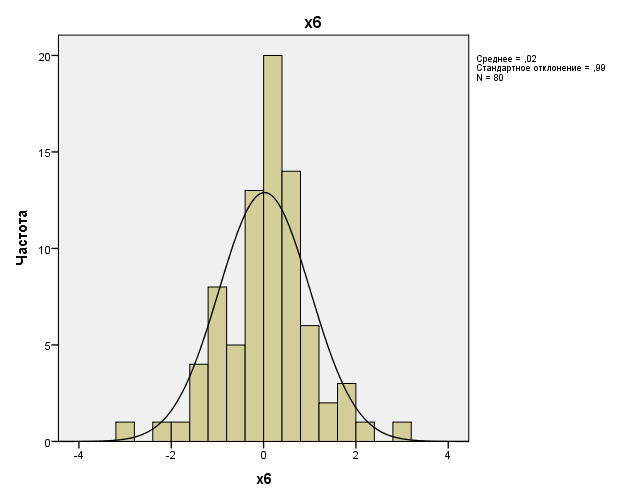 x6
Среднее = ,02
Стандартное отклонение = ,99
N = 80
Частота
20
15
10
5
0
-4 -2 0 2 4
x6